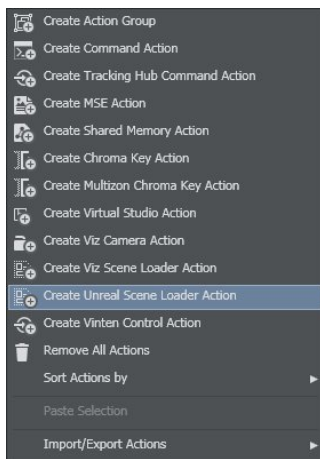 Create Action Group
Create Command Action
Create Tracking Hub Command Action
Create MSE Action
Create Shared Memory Action
Create Chroma Key Action
Create Multizon Chroma Key Action
Create Virtual Studio Action
Create Viz Camera Action
Create Viz Scene Loader Action
Create Unreal Scene Loader Action
Create Vinten Control Action
Remove All Actions
Sort Actions by
Paste Selection
Import/Export Actions